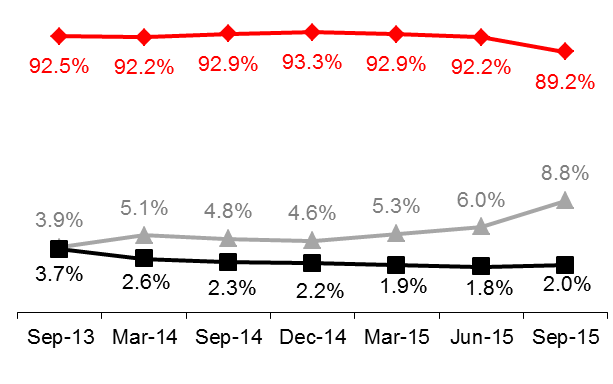 92.5% 92.2% 92.9% 93.3% 92.9% 92.2% 89.2%
3.9% 5.1% 4.8% 4.6% 5.3% 6.0% 8.8%
3.7% 2.6% 2.3% 2.2% 1.9% 1.8% 2.0%
Sep-13 Mar-14 Sep-14 Dec-14 Mar-15 Jun-15 Sep-15